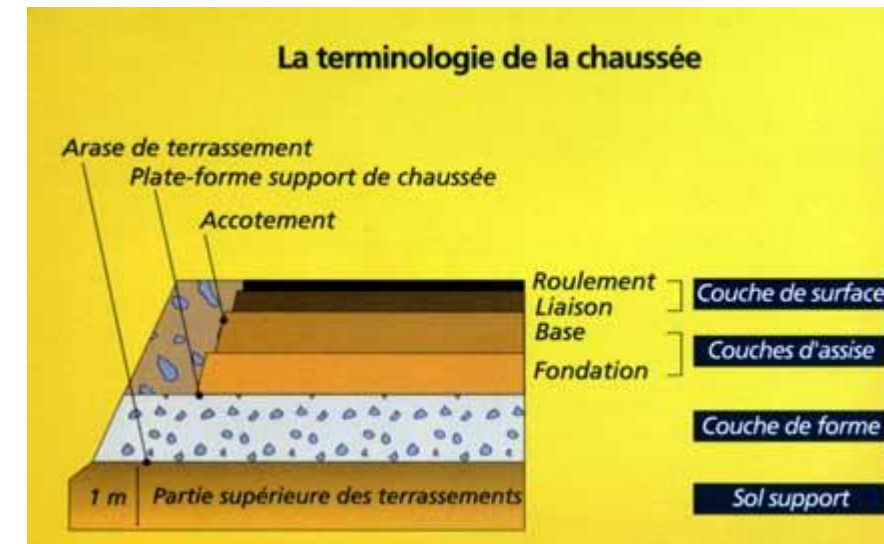 La terminologie de la chaussée
Arase de terrassement
Plate-forme support de chaussée
Accotement
Roulement
Liaison
Couche de surface
Base
Fondation
Couches d'assise
Couche de forme
1 m
Partie supérieure des terrassements
Sol support